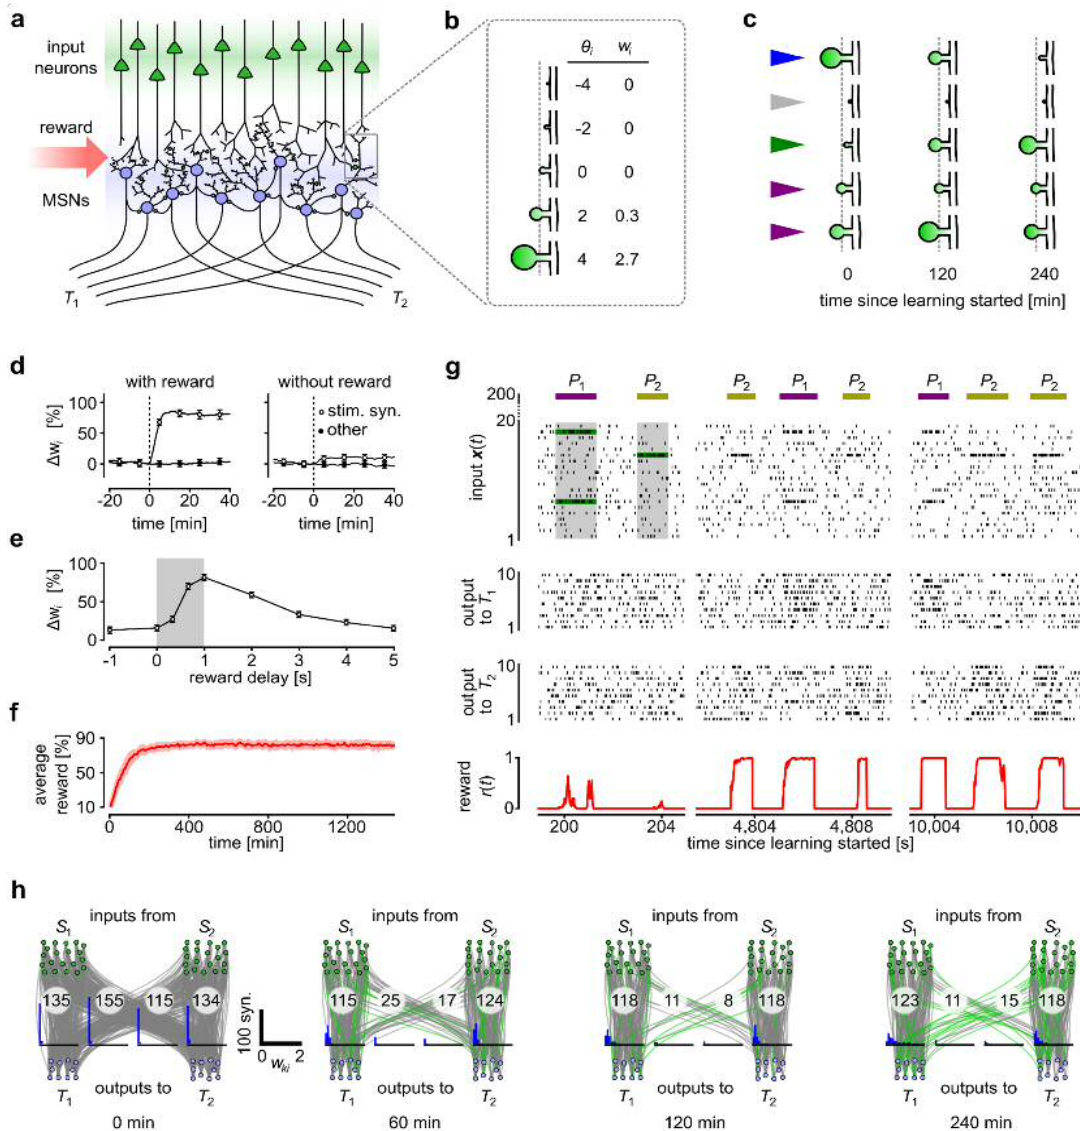 a
input
neurons
reward
MSNs
T1
T2
b
θi wi
-4 0
-2 0
0 0
2 0.3
4 2.7
c
0 120 240
time since learning started [min]
d
with reward
without reward
Δwi [%]
100
50
0
stim. syn.
other
-20 0 20 40
-20 0 20 40
time [min]
time [min]
e
Δwi [%]
100
50
0
-1 0 1 2 3 4 5
reward delay [s]
f
average
reward [%]
90
50
10
0 400 800 1200
time [min]
g
P1 P2 P2 P1 P2 P1 P2 P2
200
20
input x(t)
1
output
to T1
10
1
output
to T2
10
1
reward
r(t)
1
0
200 204 4,804 4,808 10,004 10,008
time since learning started [s]
h
inputs from
S1 S2
135 155 115 134
T1 T2
outputs to
0 min
100 syn.
0 2
wki
inputs from
S1 S2
115 25 17 124
T1 T2
outputs to
60 min
inputs from
S1 S2
118 11 8 118
T1 T2
outputs to
120 min
inputs from
S1 S2
123 11 15 118
T1 T2
outputs to
240 min